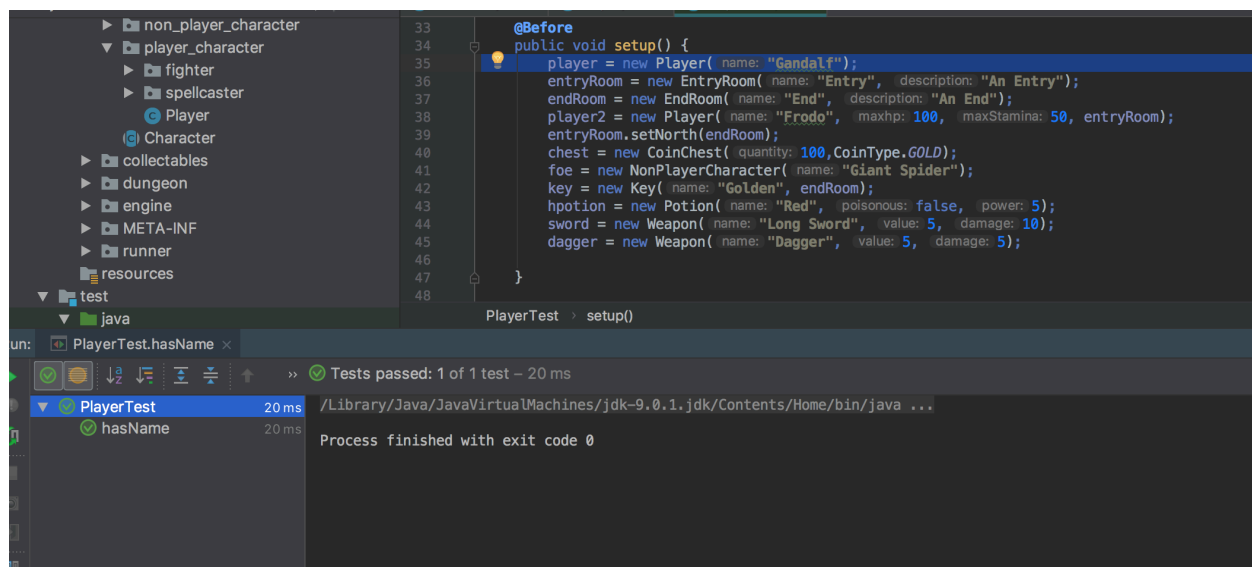 non_player_character
player_character
fighter
spellcaster
Player
Character
collectables
dungeon
engine
META-INF
runner
resources
test
java
33 @Before
34 public void setup() {
35 player = new Player( name: "Gandalf");
36 entryRoom = new EntryRoom( name: "Entry", description: "An Entry");
37 endRoom = new EndRoom( name: "End", description: "An End");
38 player2 = new Player( name: "Frodo", maxhp: 100, maxStamina: 50, entryRoom);
39 entryRoom.setNorth(endRoom);
40 chest = new CoinChest( quantity: 100,CoinType.GOLD);
41 foe = new NonPlayerCharacter( name: "Giant Spider");
42 key = new Key( name: "Golden", endRoom);
43 hpotion = new Potion( name: "Red", poisonous: false, power: 5);
44 sword = new Weapon( name: "Long Sword", value: 5, damage: 10);
45 dagger = new Weapon( name: "Dagger", value: 5, damage: 5);
46
47 }
48
PlayerTest › setup()
un: PlayerTest.hasName ×
» Tests passed: 1 of 1 test – 20 ms
PlayerTest 20 ms
hasName 20 ms
/Library/Java/JavaVirtualMachines/jdk-9.0.1.jdk/Contents/Home/bin/java ...
Process finished with exit code 0